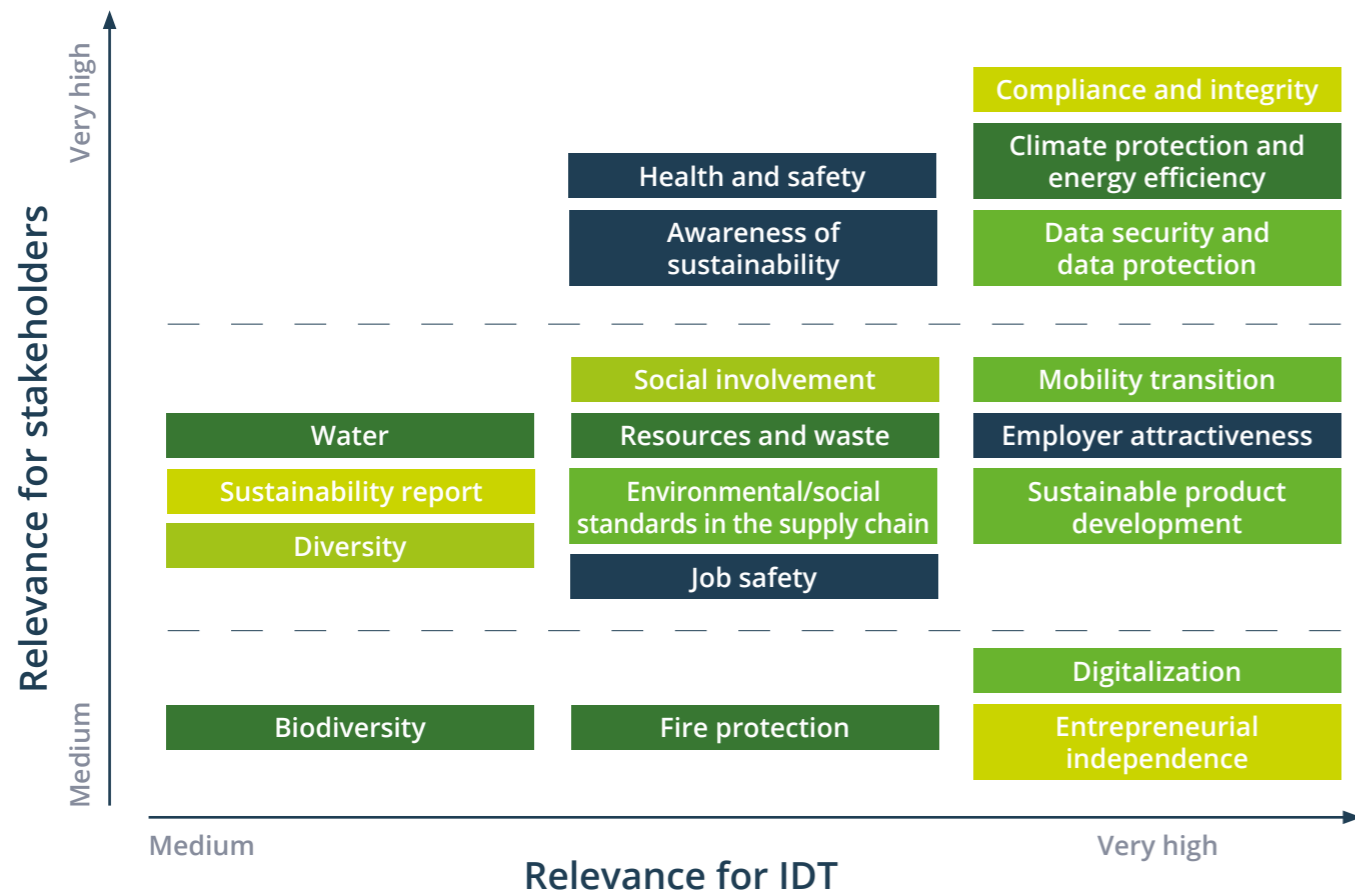 Relevance for stakeholders
Very high
Medium
Compliance and integrity
Climate protection and
energy efficiency
Health and safety
Awareness of
sustainability
Data security and
data protection
Social involvement
Mobility transition
Water
Resources and waste
Employer attractiveness
Sustainability report
Environmental/social
standards in the supply chain
Sustainable product
development
Diversity
Job safety
Digitalization
Biodiversity
Fire protection
Entrepreneurial
independence
Medium
Very high
Relevance for IDT